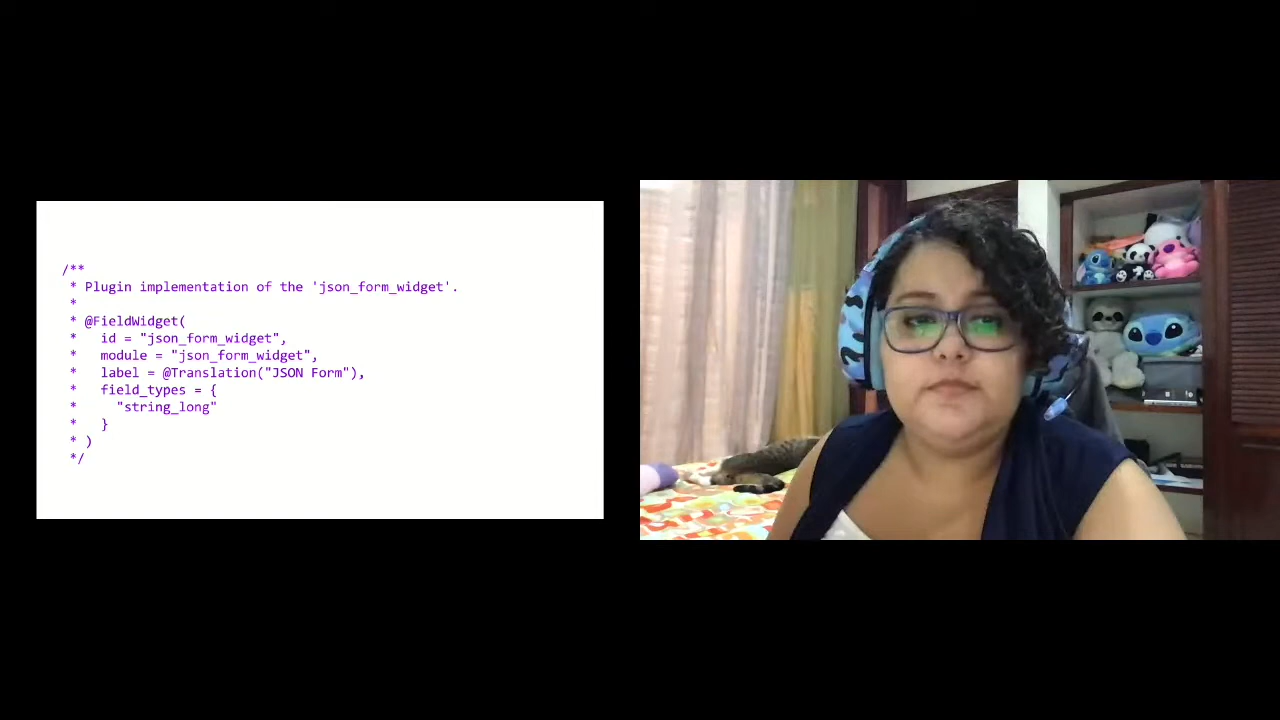 /**
* Plugin implementation of the 'json_form_widget'.
*
* @FieldWidget(
* id = "json_form_widget",
* module = "json_form_widget",
* label = @Translation("JSON Form"),
* field_types = {
* "string_long"
* }
* )
*/